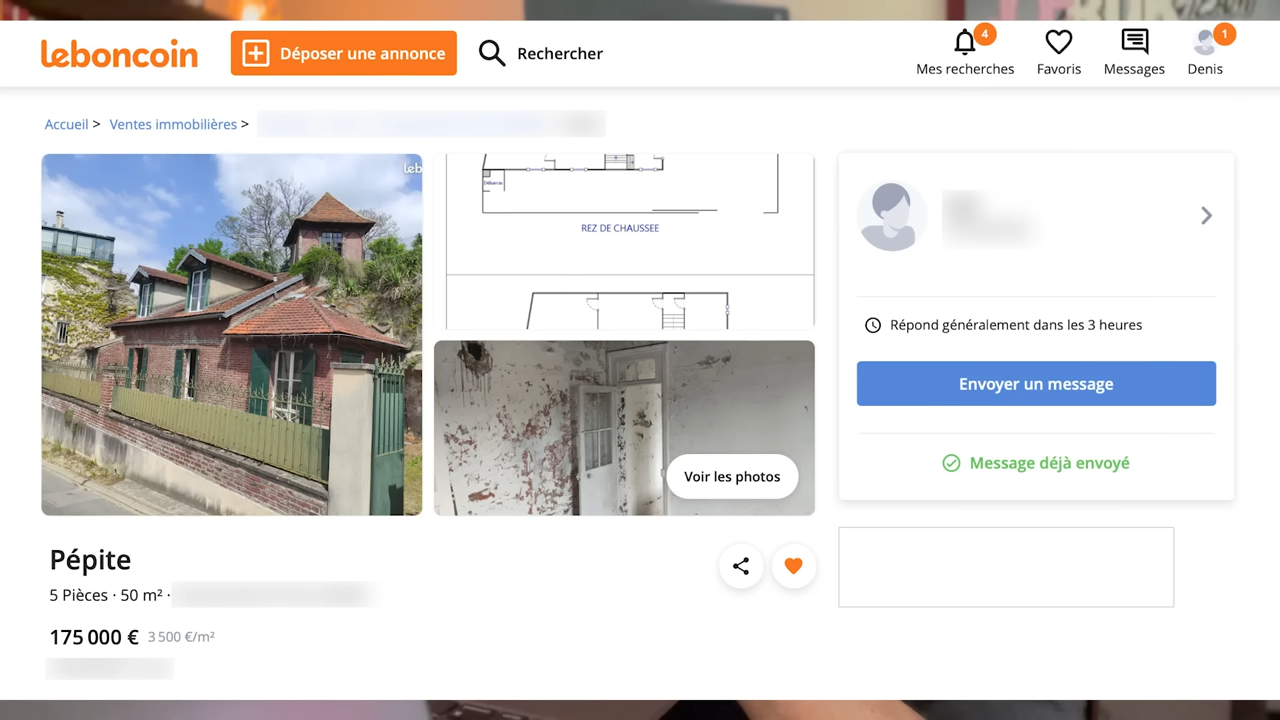 leboncoin
Déposer une annonce
Rechercher
4
Mes recherches
Favoris
Messages
1
Denis
Accueil > Ventes immobilières >
leb
Débarras
REZ DE CHAUSSEE
Voir les photos
Répond généralement dans les 3 heures
Envoyer un message
Message déjà envoyé
Pépite
5 Pièces · 50 m² ·
175 000 € 3 500 €/m²